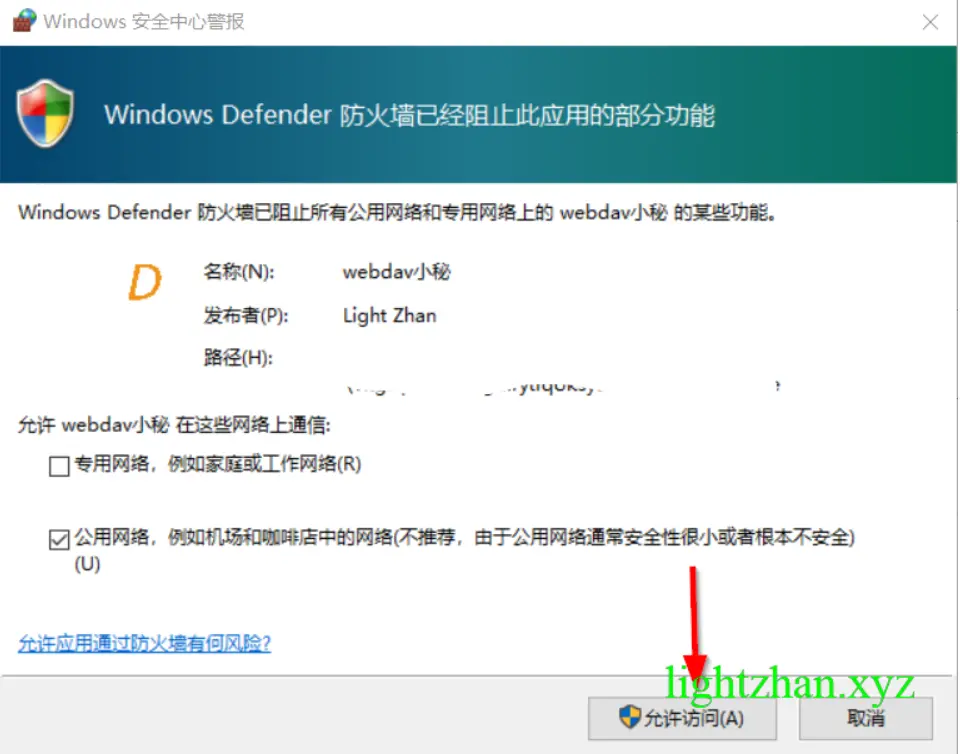 Windows 安全中心警报
Windows Defender 防火墙已经阻止此应用的部分功能
Windows Defender 防火墙已阻止所有公用网络和专用网络上的 webdav小秘 的某些功能。
D
名称(N): webdav小秘
发布者(P): Light Zhan
路径(H):
允许 webdav小秘 在这些网络上通信:
专用网络，例如家庭或工作网络(R)
公用网络，例如机场和咖啡店中的网络(不推荐，由于公用网络通常安全性很小或者根本不安全)
(U)
允许应用通过防火墙有何风险?
lightzhan.xyz
允许访问(A) 取消